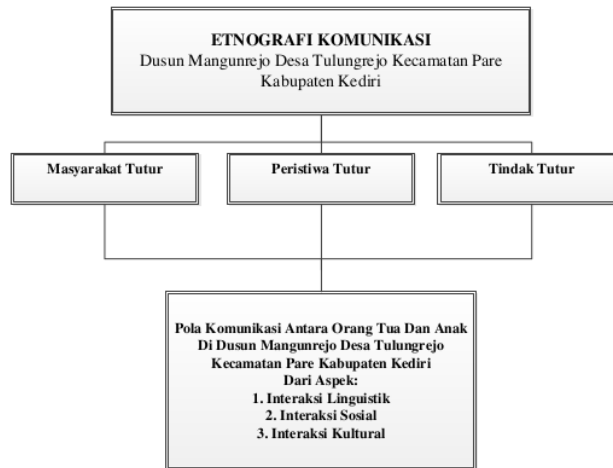 ETNOGRAFI KOMUNIKASI
Dusun Mangunrejo Desa Tulungrejo Kecamatan Pare
Kabupaten Kediri
Masyarakat Tutur
Peristiwa Tutur
Tindak Tutur
Pola Komunikasi Antara Orang Tua Dan Anak
Di Dusun Mangunrejo Desa Tulungrejo
Kecamatan Pare Kabupaten Kediri
Dari Aspek:
1. Interaksi Linguistik
2. Interaksi Sosial
3. Interaksi Kultural